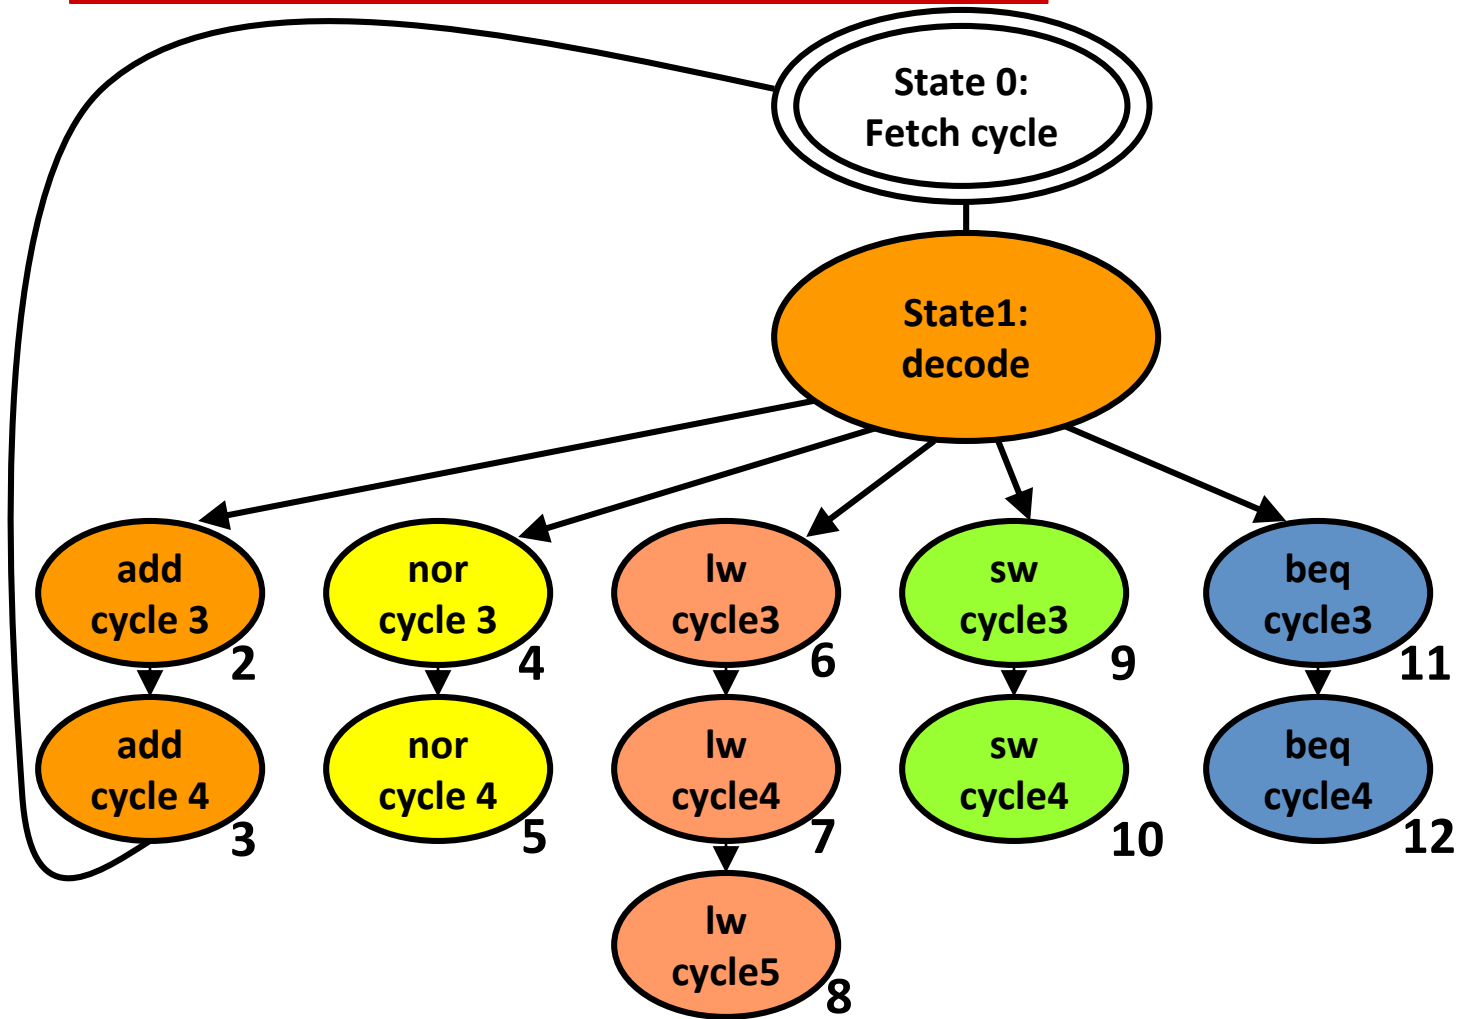 State 0:
Fetch cycle
State1:
decode
add
cycle 3
2
nor
cycle 3
4
lw
cycle3
6
sw
cycle3
9
beq
cycle3
11
add
cycle 4
3
nor
cycle 4
5
lw
cycle4
7
sw
cycle4
10
beq
cycle4
12
lw
cycle5
8